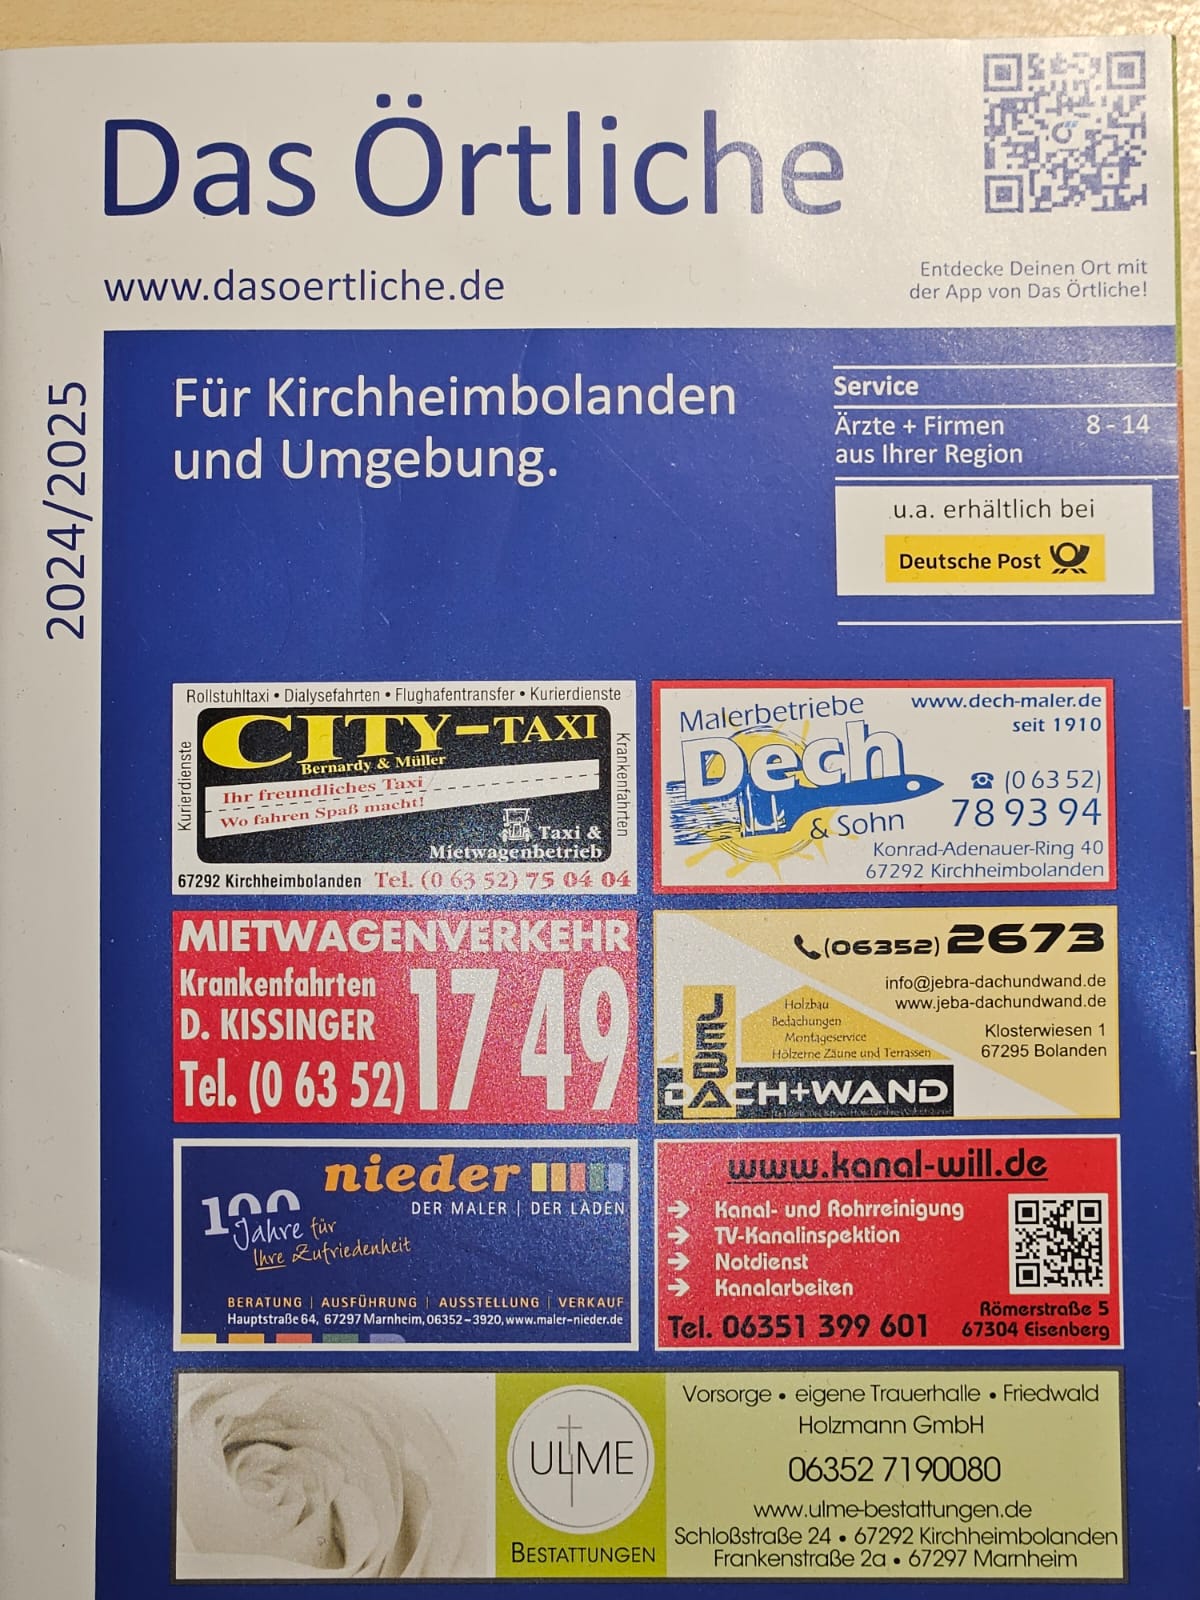 Das Örtliche
www.dasoertliche.de
Entdecke Deinen Ort mit
der App von Das Örtliche!
2024/2025
Für Kirchheimbolanden
und Umgebung.
Service
Ärzte + Firmen 8 - 14
aus Ihrer Region
u.a. erhältlich bei
Deutsche Post
Rollstuhltaxi • Dialysefahrten • Flughafentransfer • Kurierdienste
Kurierdienste
CITY-TAXI
Bernardy & Müller
Ihr freundliches Taxi
Wo fahren Spaß macht!
Taxi &
Mietwagenbetrieb
Krankenfahrten
67292 Kirchheimbolanden Tel. (0 63 52) 75 04 04
Malerbetriebe
Dech
& Sohn
www.dech-maler.de
seit 1910
(0 63 52)
78 93 94
Konrad-Adenauer-Ring 40
67292 Kirchheimbolanden
MIETWAGENVERKEHR
Krankenfahrten
D. KISSINGER
Tel. (0 63 52) 17 49
(06352) 2673
info@jebra-dachundwand.de
www.jeba-dachundwand.de
Klosterwiesen 1
67295 Bolanden
Holzbau
Bedachungen
Montageservice
Hölzerne Zäune und Terrassen
JEBA
DACH+WAND
nieder
DER MALER | DER LADEN
100 Jahre für
Ihre Zufriedenheit
BERATUNG | AUSFÜHRUNG | AUSSTELLUNG | VERKAUF
Hauptstraße 64, 67297 Marnheim, 06352–3920, www.maler-nieder.de
www.kanal-will.de
→ Kanal- und Rohrreinigung
→ TV-Kanalinspektion
→ Notdienst
→ Kanalarbeiten
Tel. 06351 399 601
Römerstraße 5
67304 Eisenberg
ULME
BESTATTUNGEN
Vorsorge • eigene Trauerhalle • Friedwald
Holzmann GmbH
06352 7190080
www.ulme-bestattungen.de
Schloßstraße 24 • 67292 Kirchheimbolanden
Frankenstraße 2a • 67297 Marnheim